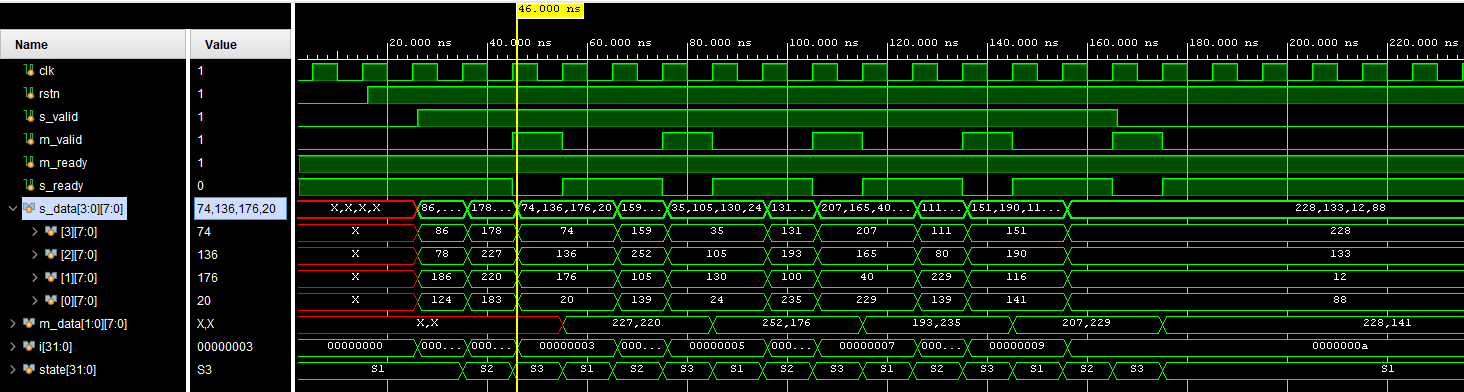 46.000 ns
Name Value
20.000 ns 40.000 ns 60.000 ns 80.000 ns 100.000 ns 120.000 ns 140.000 ns 160.000 ns 180.000 ns 200.000 ns 220.000 ns
clk 1
rstn 1
s_valid 1
m_valid 1
m_ready 1
s_ready 0
s_data[3:0][7:0] 74,136,176,20 X,X,X,X 86,... 178... 74,136,176,20 159... 35,105,130,24 131... 207,165,40... 111... 151,190,11... 228,133,12,88
[3][7:0] 74 X 86 178 74 159 35 131 207 111 151 228
[2][7:0] 136 X 78 227 136 252 105 193 165 80 190 133
[1][7:0] 176 X 186 220 176 105 130 100 40 229 116 12
[0][7:0] 20 X 124 183 20 139 24 235 229 139 141 88
m_data[1:0][7:0] X,X X,X 227,220 252,176 193,235 207,229 228,141
i[31:0] 00000003 00000000 000... 000... 00000003 000... 00000005 000... 00000007 000... 00000009 0000000a
state[31:0] S3 S1 S2 S3 S1 S2 S3 S1 S2 S3 S1 S2 S3 S1 S2 S3 S1